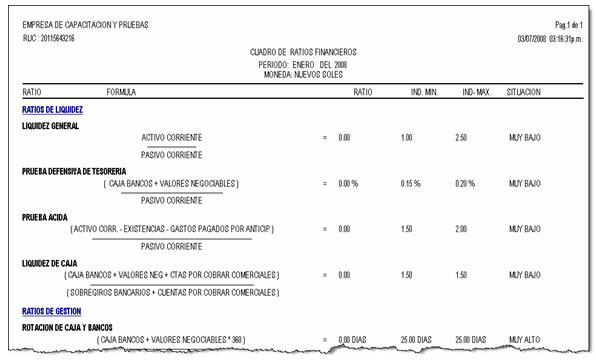 EMPRESA DE CAPACITACION Y PRUEBAS Pag.1 de 1
RUC : 20115643216 03/07/2008 03:16:31p.m.
CUADRO DE RATIOS FINANCIEROS
PERIODO: ENERO DEL 2008
MONEDA: NUEVOS SOLES
RATIO FORMULA RATIO IND. MIN. IND- MAX. SITUACION
RATIOS DE LIQUIDEZ
LIQUIDEZ GENERAL
ACTIVO CORRIENTE = 0.00 1.00 2.50 MUY BAJO
PASIVO CORRIENTE
PRUEBA DEFENSIVA DE TESORERIA
( CAJA BANCOS + VALORES NEGOCIABLES ) = 0.00 % 0.15 % 0.20 % MUY BAJO
PASIVO CORRIENTE
PRUEBA ACIDA
(ACTIVO CORR. - EXISTENCIAS - GASTOS PAGADOS POR ANTICIP ) = 0.00 1.50 2.00 MUY BAJO
PASIVO CORRIENTE
LIQUIDEZ DE CAJA
( CAJA BANCOS + VALORES NEG + CTAS POR COBRAR COMERCIALES ) = 0.00 1.50 1.50 MUY BAJO
( SOBREGIROS BANCARIOS + CUENTAS POR COBRAR COMERCIALES )
RATIOS DE GESTION
ROTACION DE CAJA Y BANCOS
( CAJA BANCOS + VALORES NEGOCIABLES * 360 ) = 0.00 DIAS 25.00 DIAS 25.00 DIAS MUY ALTO